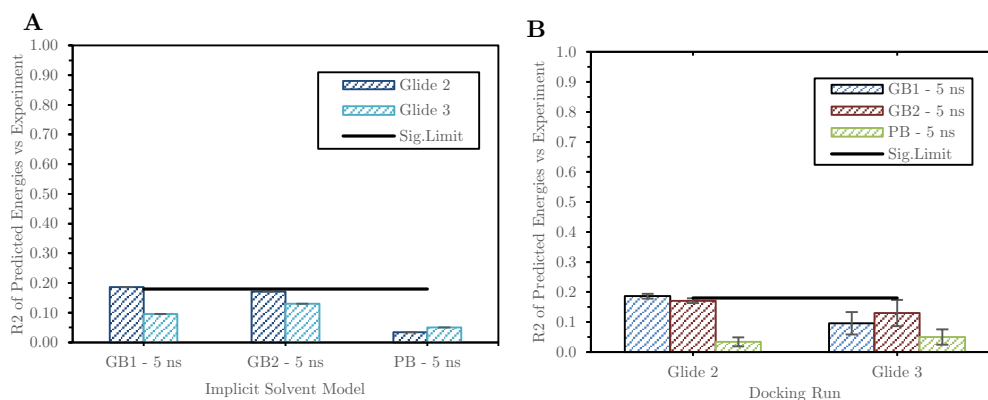 A
R2 of Predicted Energies vs Experiment
1.00
0.90
0.80
0.70
0.60
0.50
0.40
0.30
0.20
0.10
0.00
Glide 2
Glide 3
Sig.Limit
GB1 - 5 ns
GB2 - 5 ns
PB - 5 ns
Implicit Solvent Model
B
R2 of Predicted Energies vs Experiment
1.0
0.9
0.8
0.7
0.6
0.5
0.4
0.3
0.2
0.1
0.0
GB1 - 5 ns
GB2 - 5 ns
PB - 5 ns
Sig.Limit
Glide 2
Glide 3
Docking Run